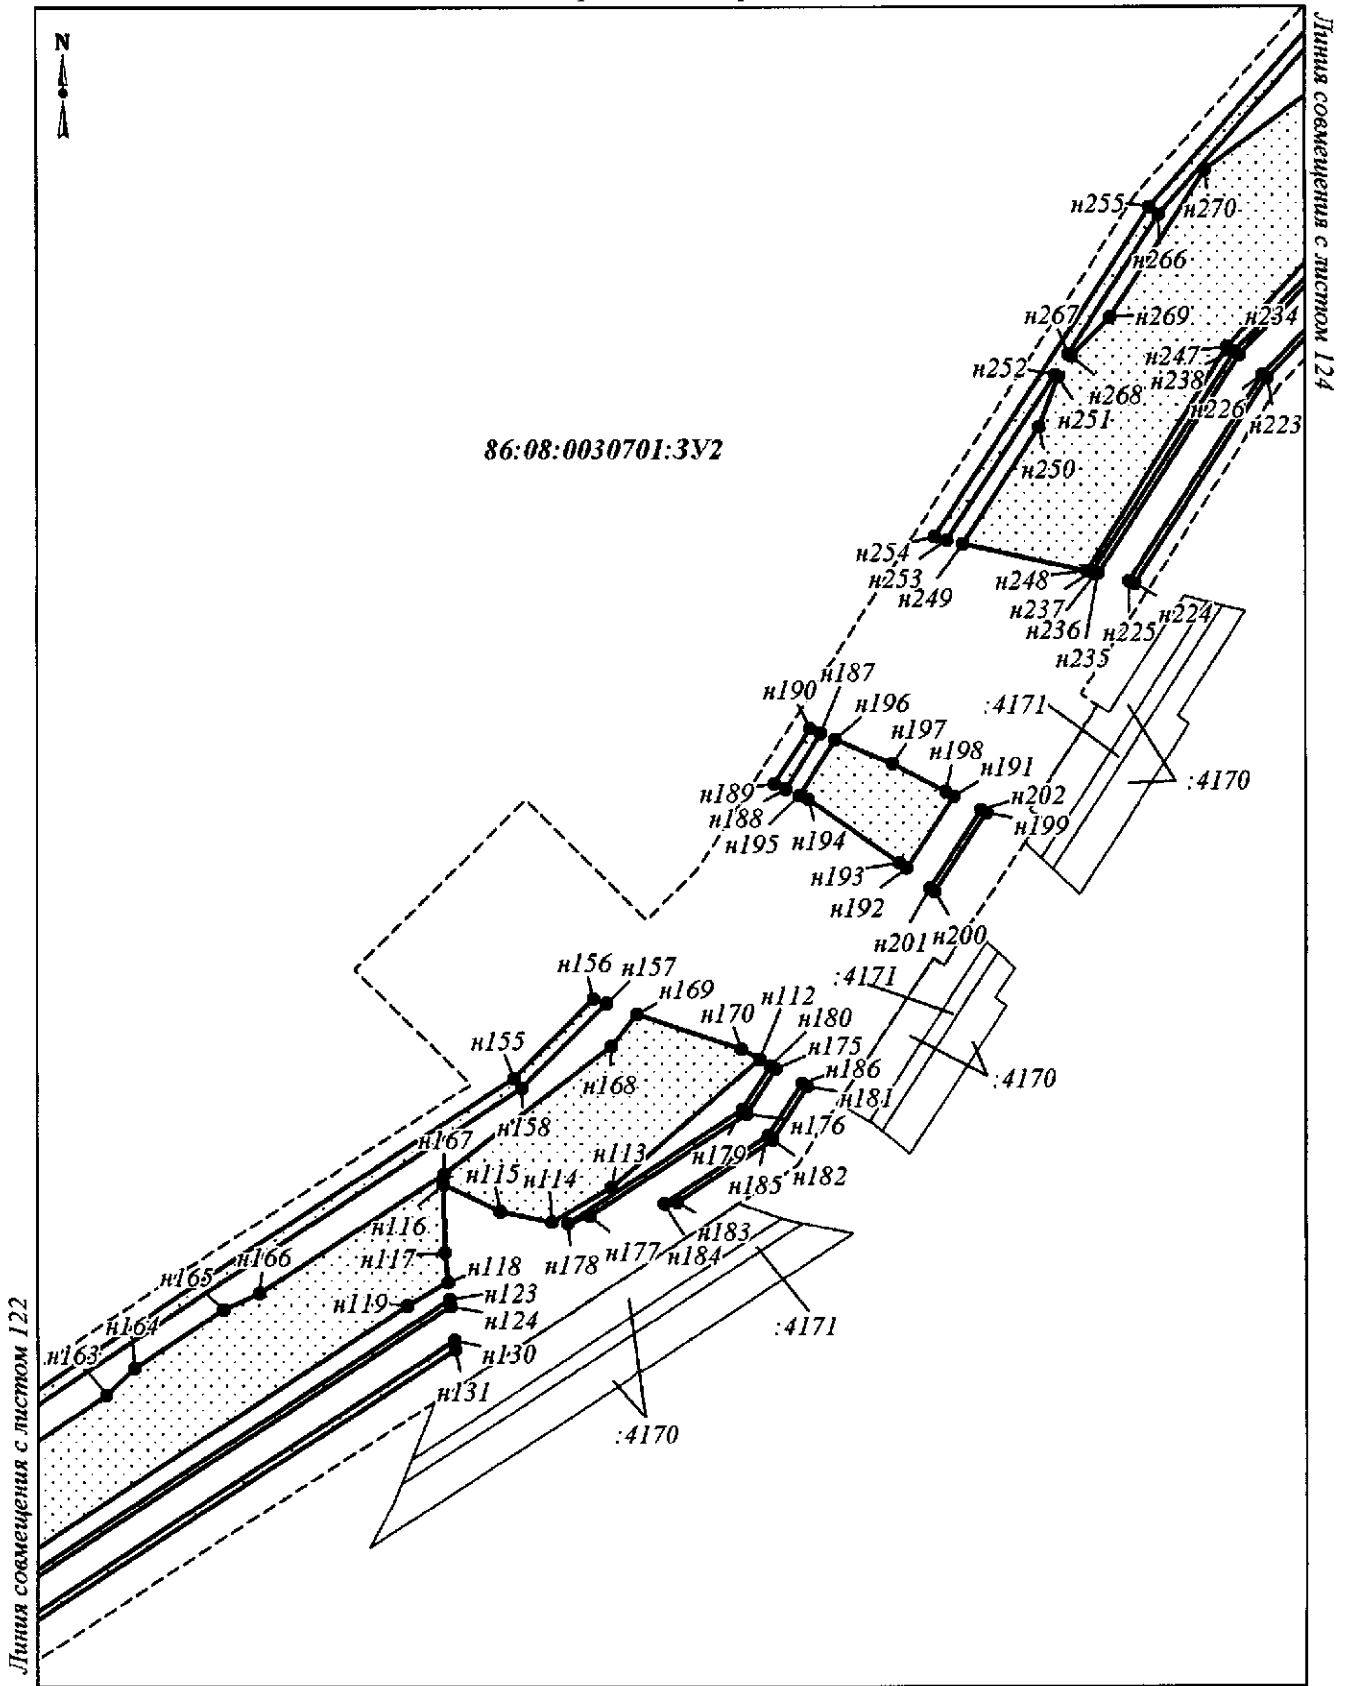 N
Линия совмещения с листом 124
н255
н270
н266
н267
н269
н234
н247
н252
н238
н268
н226
н251
н223
86:08:0030701:ЗУ2
н250
н254
н253
н248
н249
н237
н224
н236
н225
н235
н187
н190
н196
:4171
н197
н198
н191
:4170
н189
н202
н188
н199
н195
н194
н193
н192
н201
н200
н156
н157
:4171
н169
н112
н170
н180
н155
н175
н186
:4170
н168
н181
н158
н176
н167
н113
н179
н115
н114
н182
н185
н116
н183
н117
н166
н177
н184
н178
н165
н118
н123
н119
Линия совмещения с листом 122
н164
н124
:4171
н163
н130
н131
:4170